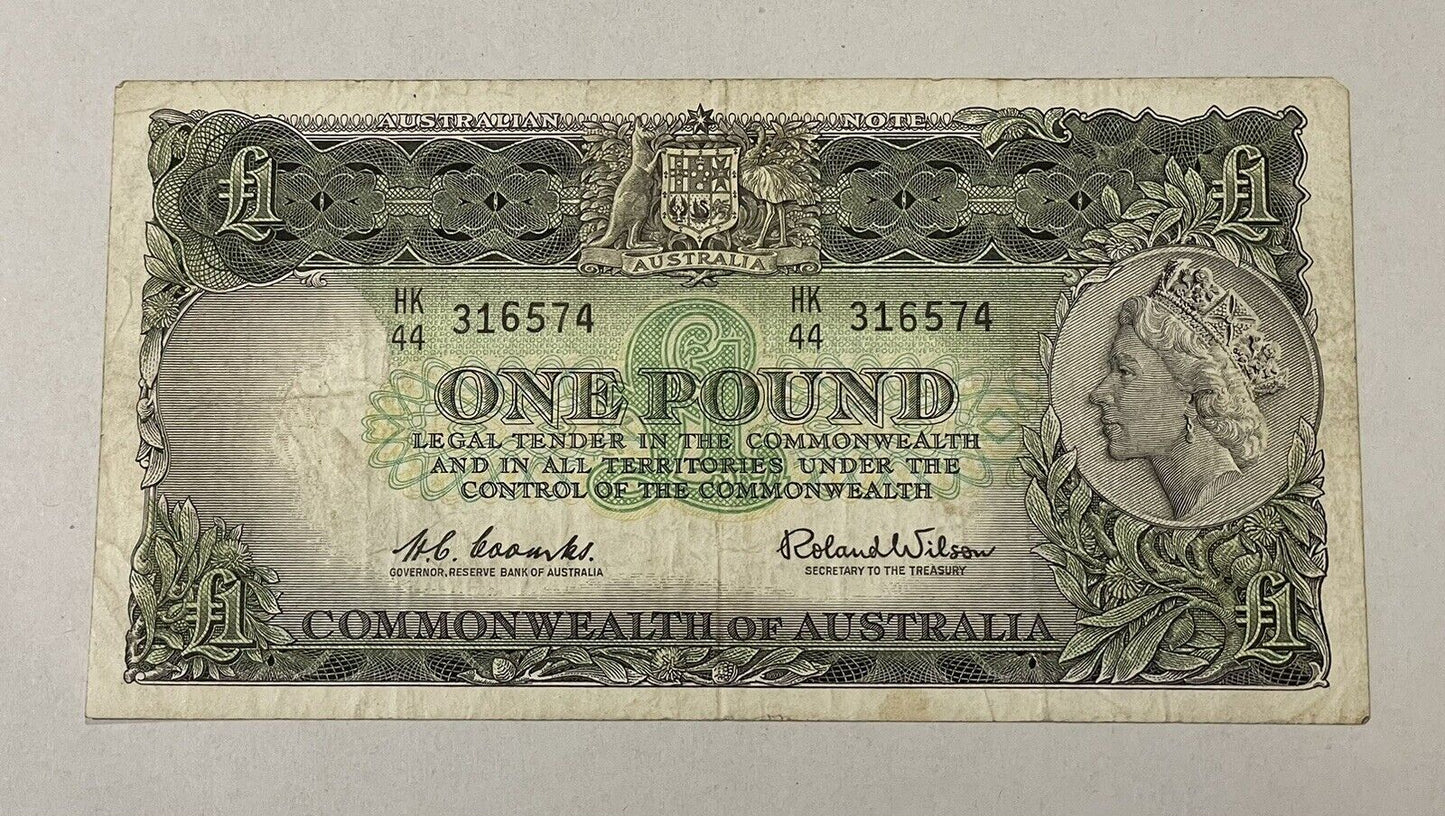 AUSTRALIAN NOTE
£1 £1
AUSTRALIA
HK 44 316574 HK 44 316574
£
ONE POUND
LEGAL TENDER IN THE COMMONWEALTH
AND IN ALL TERRITORIES UNDER THE
CONTROL OF THE COMMONWEALTH
H.C. Coombs. Roland Wilson
GOVERNOR, RESERVE BANK OF AUSTRALIA SECRETARY TO THE TREASURY
£1 £1
COMMONWEALTH OF AUSTRALIA